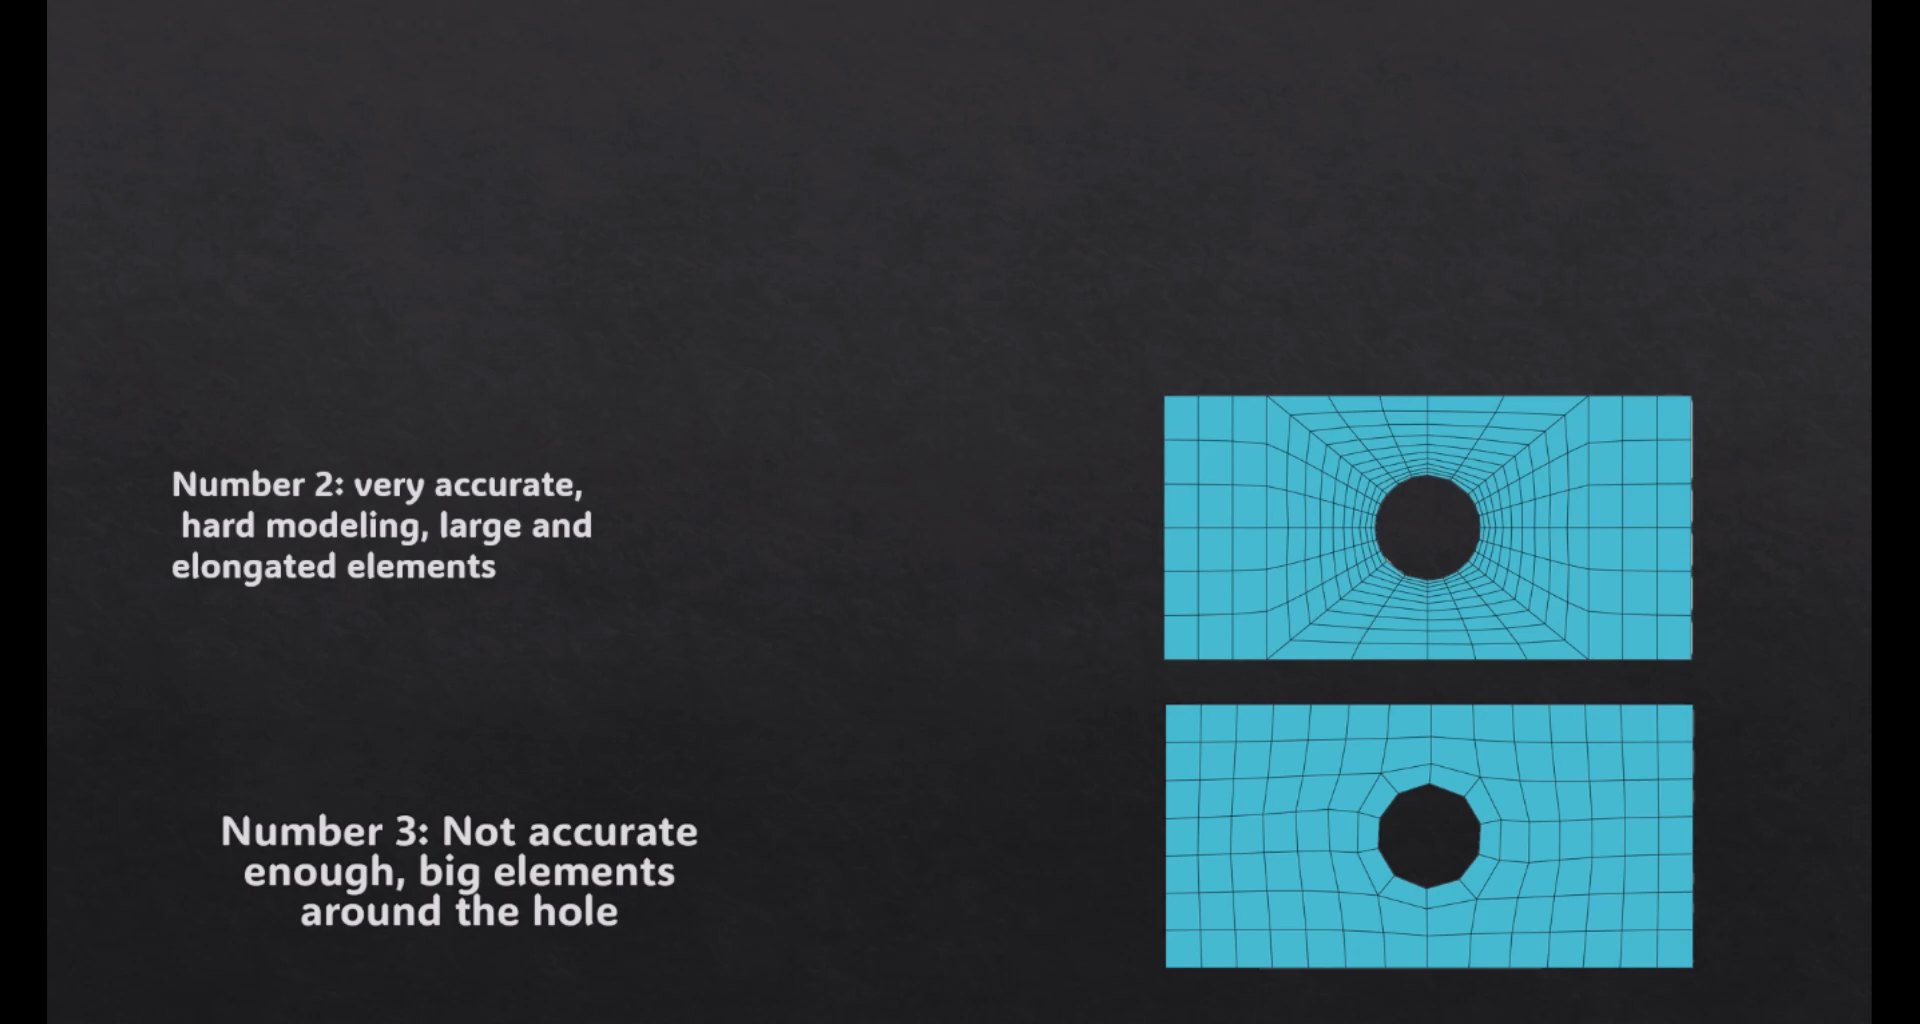 Number 2: very accurate,
hard modeling, large and
elongated elements
Number 3: Not accurate
enough, big elements
around the hole